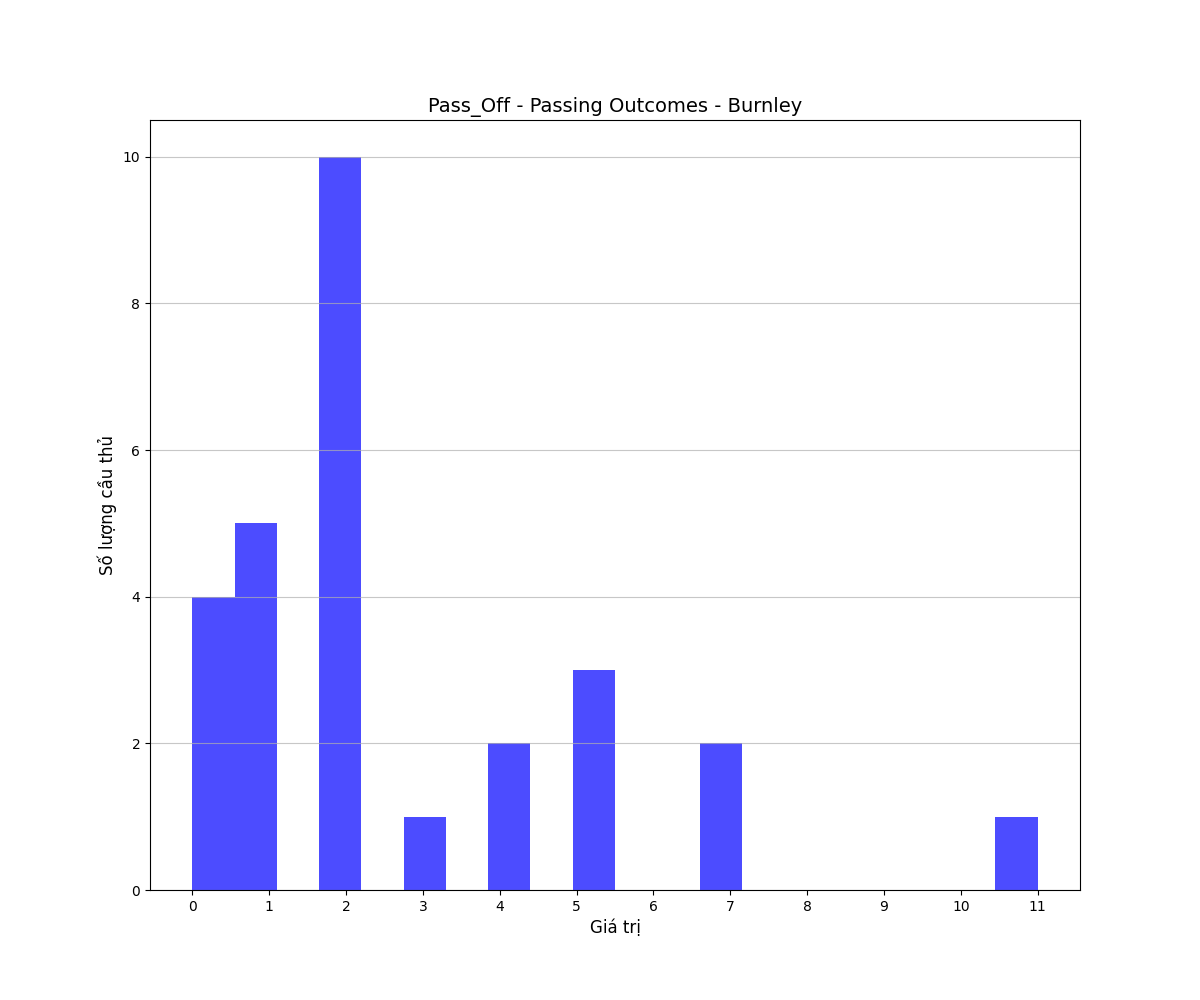 Pass_Off - Passing Outcomes - Burnley
10
8
6
4
2
0
Số lượng cầu thủ
0 1 2 3 4 5 6 7 8 9 10 11
Giá trị